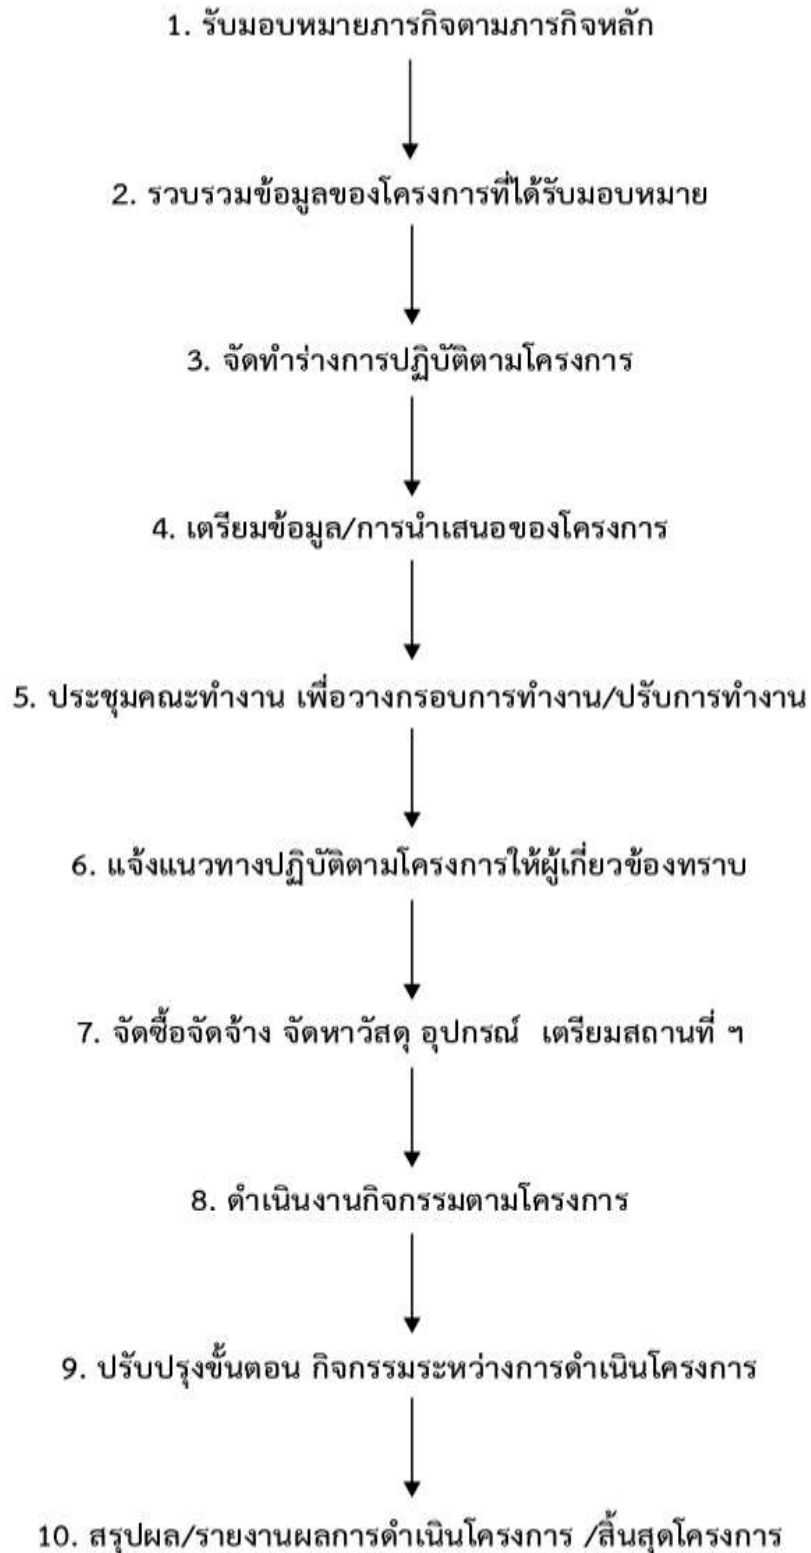 1. รับมอบหมายภารกิจตามภารกิจหลัก
2. รวบรวมข้อมูลของโครงการที่ได้รับมอบหมาย
3. จัดทำร่างการปฏิบัติตามโครงการ
4. เตรียมข้อมูล/การนำเสนอของโครงการ
5. ประชุมคณะทำงาน เพื่อวางกรอบการทำงาน/ปรับการทำงาน
6. แจ้งแนวทางปฏิบัติตามโครงการให้ผู้เกี่ยวข้องทราบ
7. จัดซื้อจัดจ้าง จัดหาวัสดุ อุปกรณ์ เตรียมสถานที่ ฯ
8. ดำเนินงานกิจกรรมตามโครงการ
9. ปรับปรุงขั้นตอน กิจกรรมระหว่างการดำเนินโครงการ
10. สรุปผล/รายงานผลการดำเนินโครงการ /สิ้นสุดโครงการ